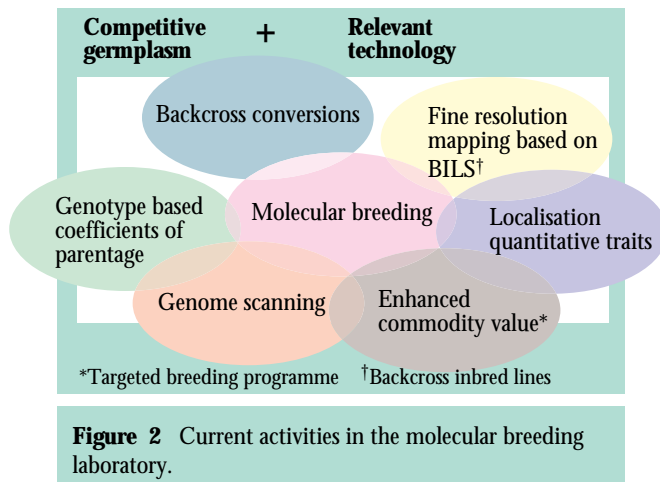 Competitive germplasm + Relevant technology
Backcross conversions
Fine resolution
mapping based on
BILS†
Genotype based
coefficients of
parentage
Molecular breeding
Localisation
quantitative traits
Genome scanning
Enhanced
commodity value*
*Targeted breeding programme †Backcross inbred lines
Figure 2 Current activities in the molecular breeding
laboratory.